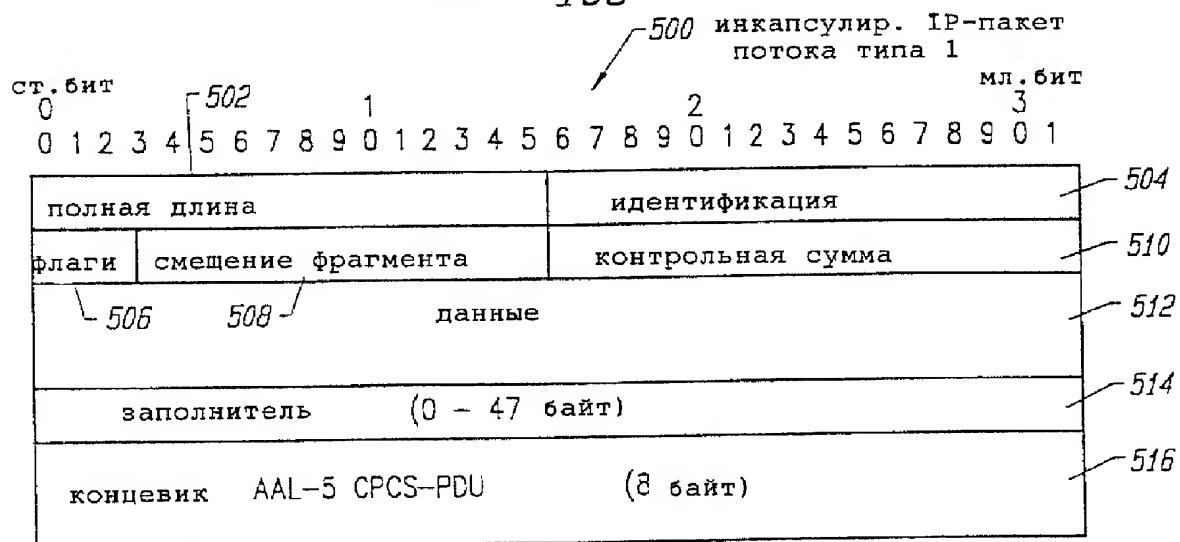 500 инкапсулир. IP-пакет
потока типа 1
ст.бит мл.бит
0 502 1 2 3
0 1 2 3 4 5 6 7 8 9 0 1 2 3 4 5 6 7 8 9 0 1 2 3 4 5 6 7 8 9 0 1
полная длина идентификация 504
флаги смещение фрагмента контрольная сумма 510
506 508 данные 512
заполнитель (0 - 47 байт) 514
концевик AAL-5 CPCS-PDU (8 байт) 516